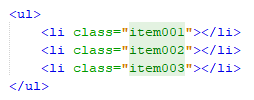 <ul>
    <li class="item001"></li>
    <li class="item002"></li>
    <li class="item003"></li>
</ul>